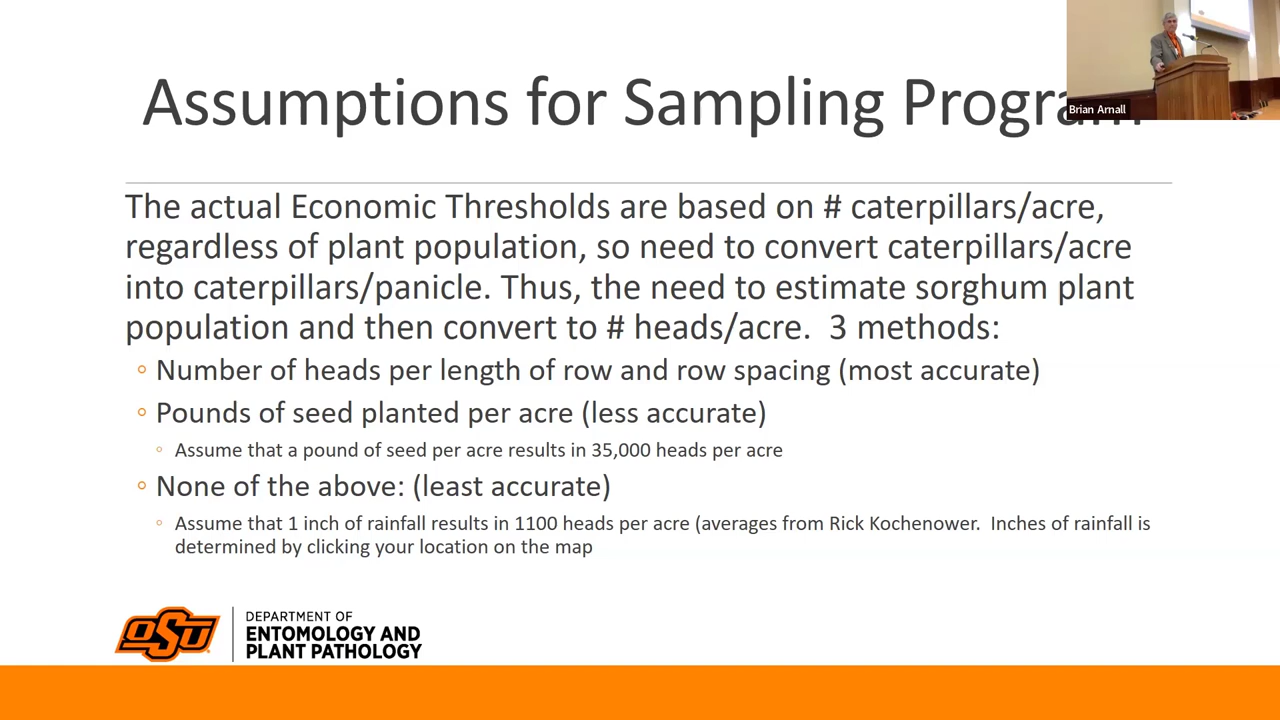 Assumptions for Sampling Program
Brian Arnall
The actual Economic Thresholds are based on # caterpillars/acre,
regardless of plant population, so need to convert caterpillars/acre
into caterpillars/panicle. Thus, the need to estimate sorghum plant
population and then convert to # heads/acre. 3 methods:
Number of heads per length of row and row spacing (most accurate)
Pounds of seed planted per acre (less accurate)
Assume that a pound of seed per acre results in 35,000 heads per acre
None of the above: (least accurate)
Assume that 1 inch of rainfall results in 1100 heads per acre (averages from Rick Kochenower. Inches of rainfall is
determined by clicking your location on the map
OSU
DEPARTMENT OF
ENTOMOLOGY AND
PLANT PATHOLOGY